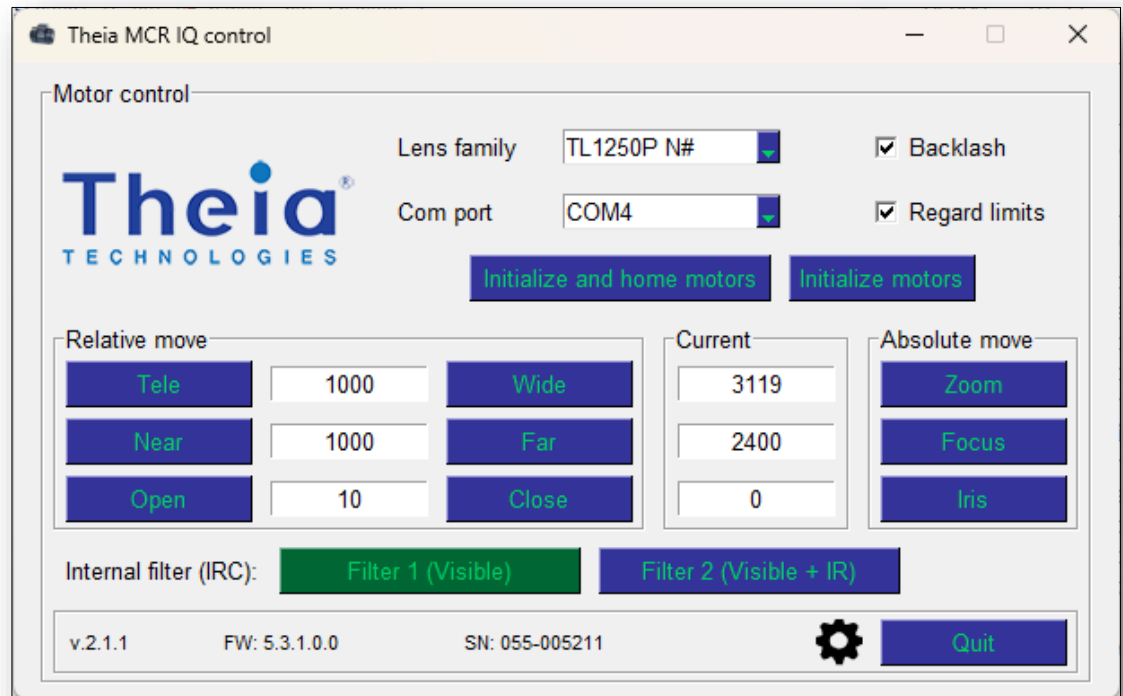 Theia MCR IQ control
Motor control
Lens family TL1250P N# Backlash
Theia®
TECHNOLOGIES
Com port COM4 Regard limits
Initialize and home motors Initialize motors
Relative move Current Absolute move
Tele 1000 Wide 3119 Zoom
Near 1000 Far 2400 Focus
Open 10 Close 0 Iris
Internal filter (IRC): Filter 1 (Visible) Filter 2 (Visible + IR)
v.2.1.1 FW: 5.3.1.0.0 SN: 055-005211 Quit